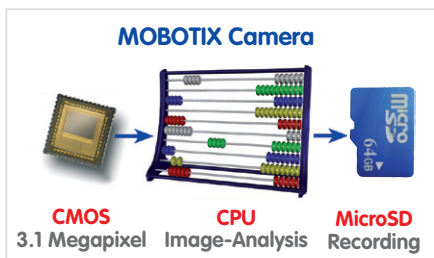 MOBOTIX Camera
micro
SD
64GB
CMOS CPU MicroSD
3.1 Megapixel Image-Analysis Recording